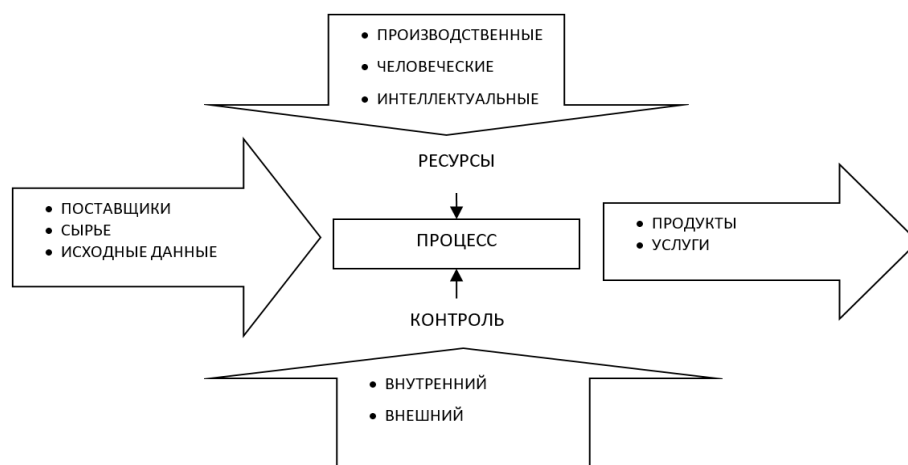 • ПРОИЗВОДСТВЕННЫЕ
• ЧЕЛОВЕЧЕСКИЕ
• ИНТЕЛЛЕКТУАЛЬНЫЕ
РЕСУРСЫ
• ПОСТАВЩИКИ
• СЫРЬЕ
• ИСХОДНЫЕ ДАННЫЕ
ПРОЦЕСС
• ПРОДУКТЫ
• УСЛУГИ
КОНТРОЛЬ
• ВНУТРЕННИЙ
• ВНЕШНИЙ